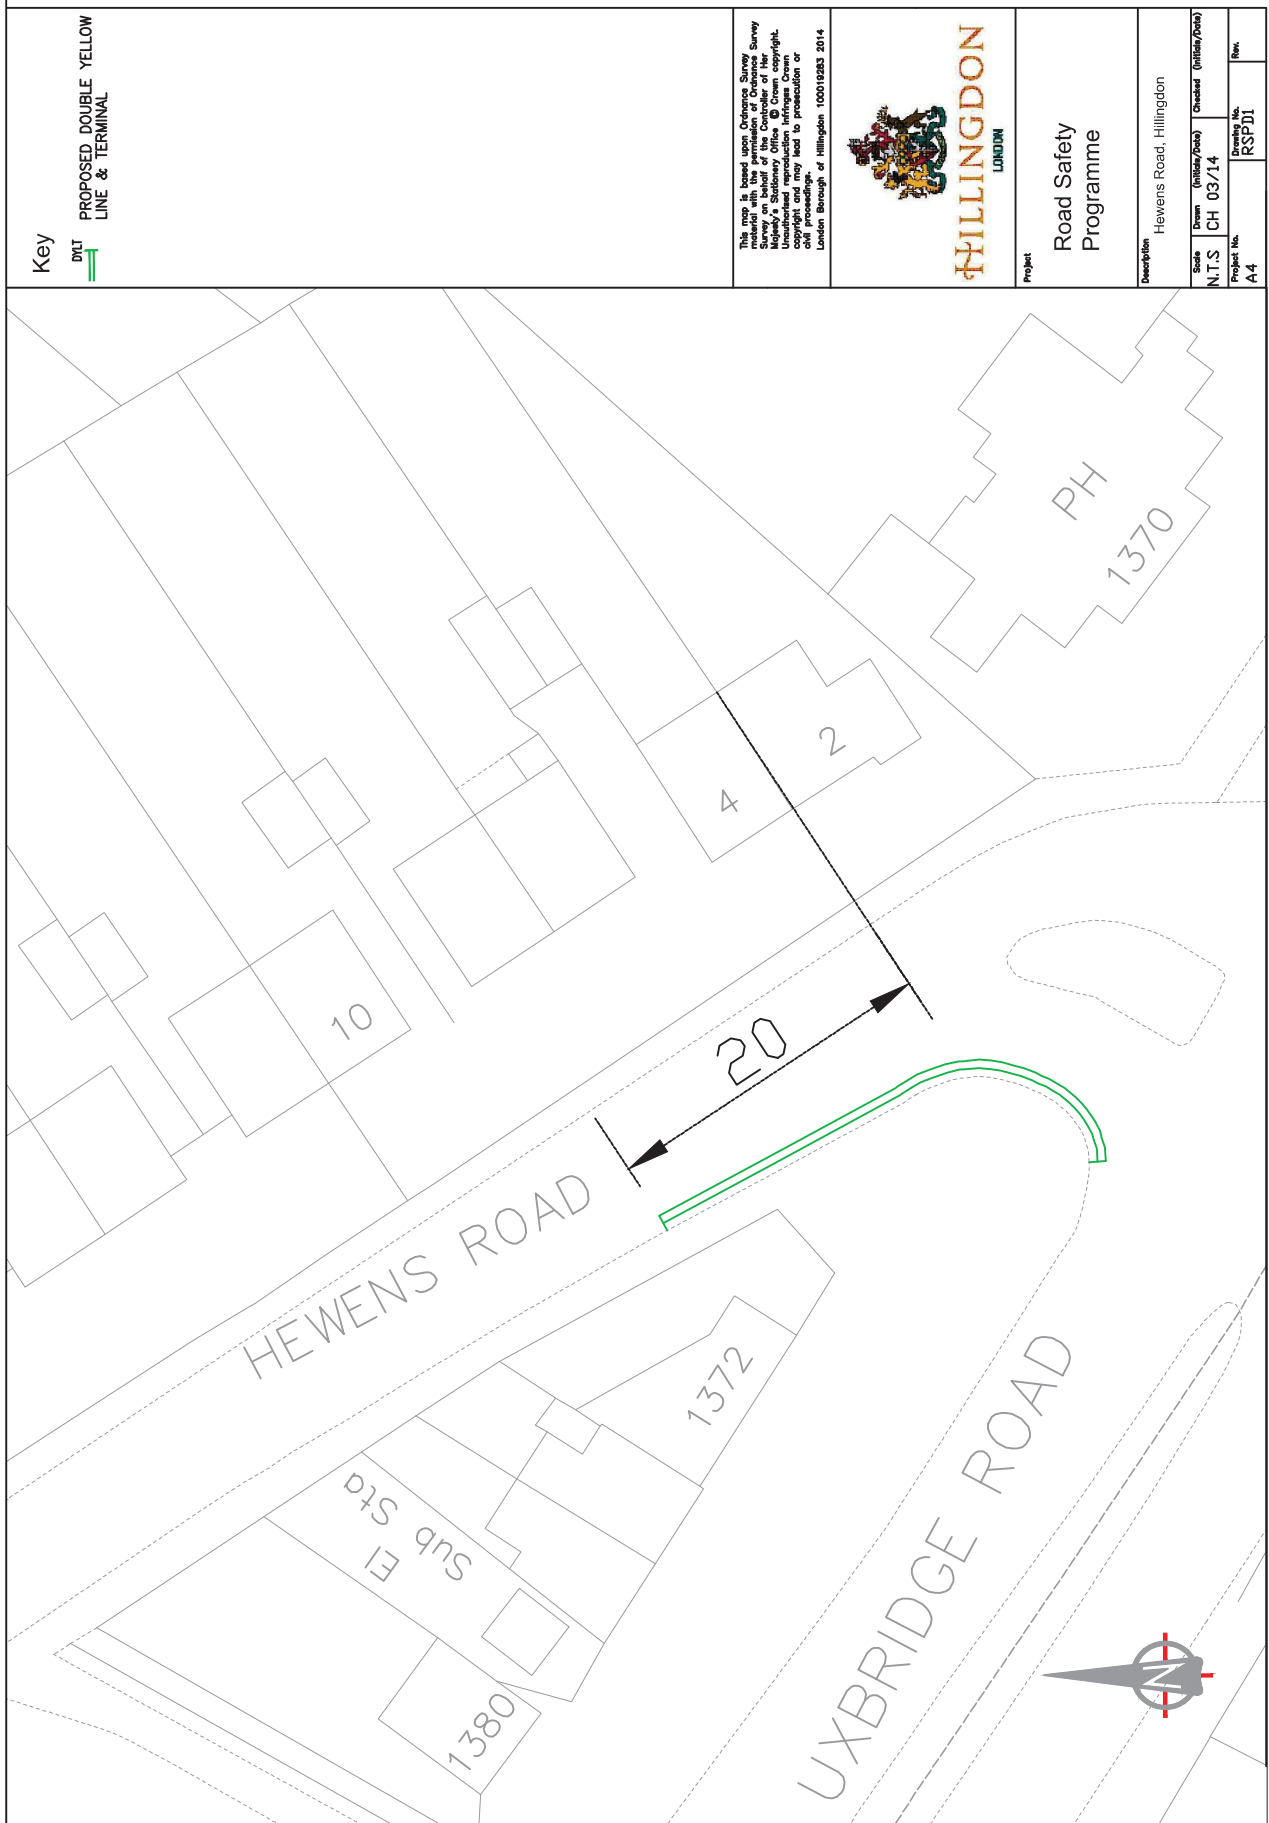 Key
DYLT
PROPOSED DOUBLE YELLOW
LINE & TERMINAL
This map is based upon Ordnance Survey
material with the permission of Ordnance Survey
Survey on behalf of the Controller of Her
Majesty's Stationery Office © Crown copyright.
Unauthorised reproduction infringes Crown
copyright and may lead to prosecution or
civil proceedings.
London Borough of Hillingdon 100019283 2014
HILLINGDON
LONDON
Project
Road Safety
Programme
Description
Hewens Road, Hillingdon
Scale
N.T.S
Drawn (Initials/Date)
CH 03/14
Checked (Initials/Date)
Project No.
A4
Drawing No.
RSPD1
Rev.
PH
1370
2
4
10
20
HEWENS ROAD
1372
El
Sub Sta
1380
UXBRIDGE ROAD
N